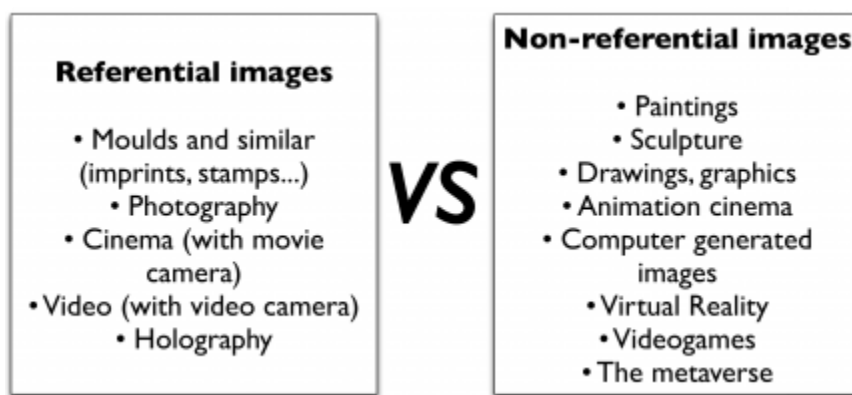 Referential images
• Moulds and similar
(imprints, stamps...)
• Photography
• Cinema (with movie
camera)
• Video (with video camera)
• Holography
VS
Non-referential images
• Paintings
• Sculpture
• Drawings, graphics
• Animation cinema
• Computer generated
images
• Virtual Reality
• Videogames
• The metaverse